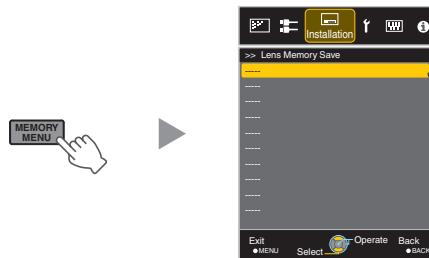 MEMORY
MENU
Installation
>> Lens Memory Save
-----
-----
-----
-----
-----
-----
-----
-----
-----
-----
Exit
●MENU
Select
Operate
Back
●BACK